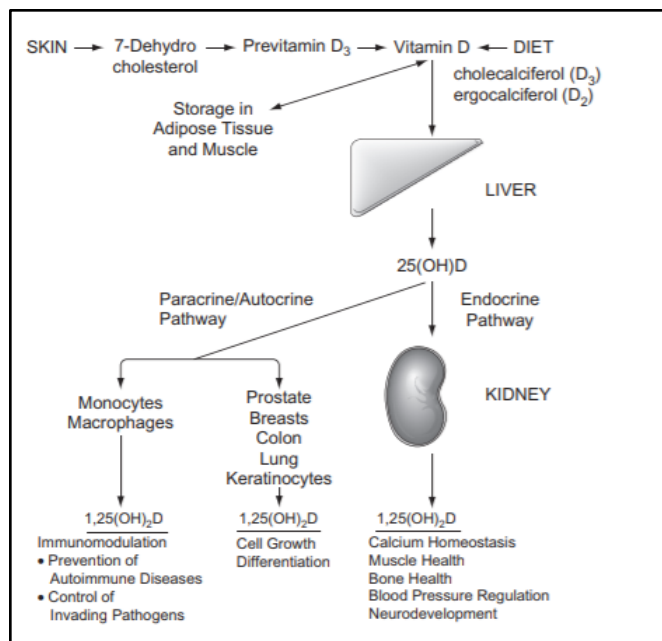 SKIN → 7-Dehydro cholesterol → Previtamin D₃ → Vitamin D ← DIET
cholecalciferol (D₃)
ergocalciferol (D₂)
Storage in
Adipose Tissue
and Muscle
LIVER
25(OH)D
Paracrine/Autocrine
Pathway
Endocrine
Pathway
KIDNEY
Monocytes
Macrophages
Prostate
Breasts
Colon
Lung
Keratinocytes
1,25(OH)₂D
Immunomodulation
• Prevention of
Autoimmune Diseases
• Control of
Invading Pathogens
1,25(OH)₂D
Cell Growth
Differentiation
1,25(OH)₂D
Calcium Homeostasis
Muscle Health
Bone Health
Blood Pressure Regulation
Neurodevelopment